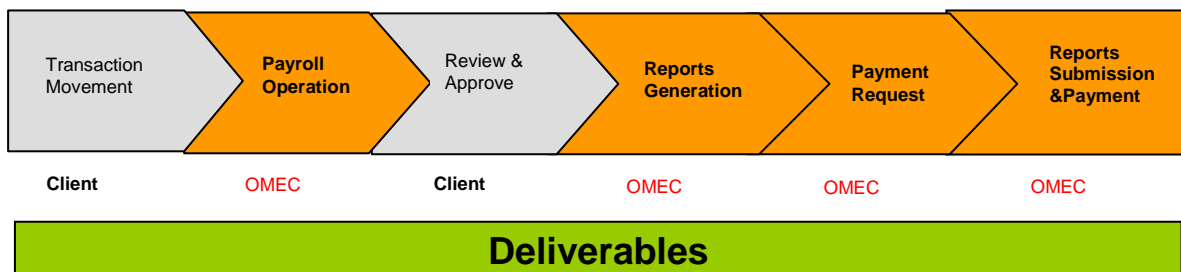 Transaction
Movement
Payroll
Operation
Review &
Approve
Reports
Generation
Payment
Request
Reports
Submission
&Payment
Client
OMEC
Client
OMEC
OMEC
OMEC
Deliverables